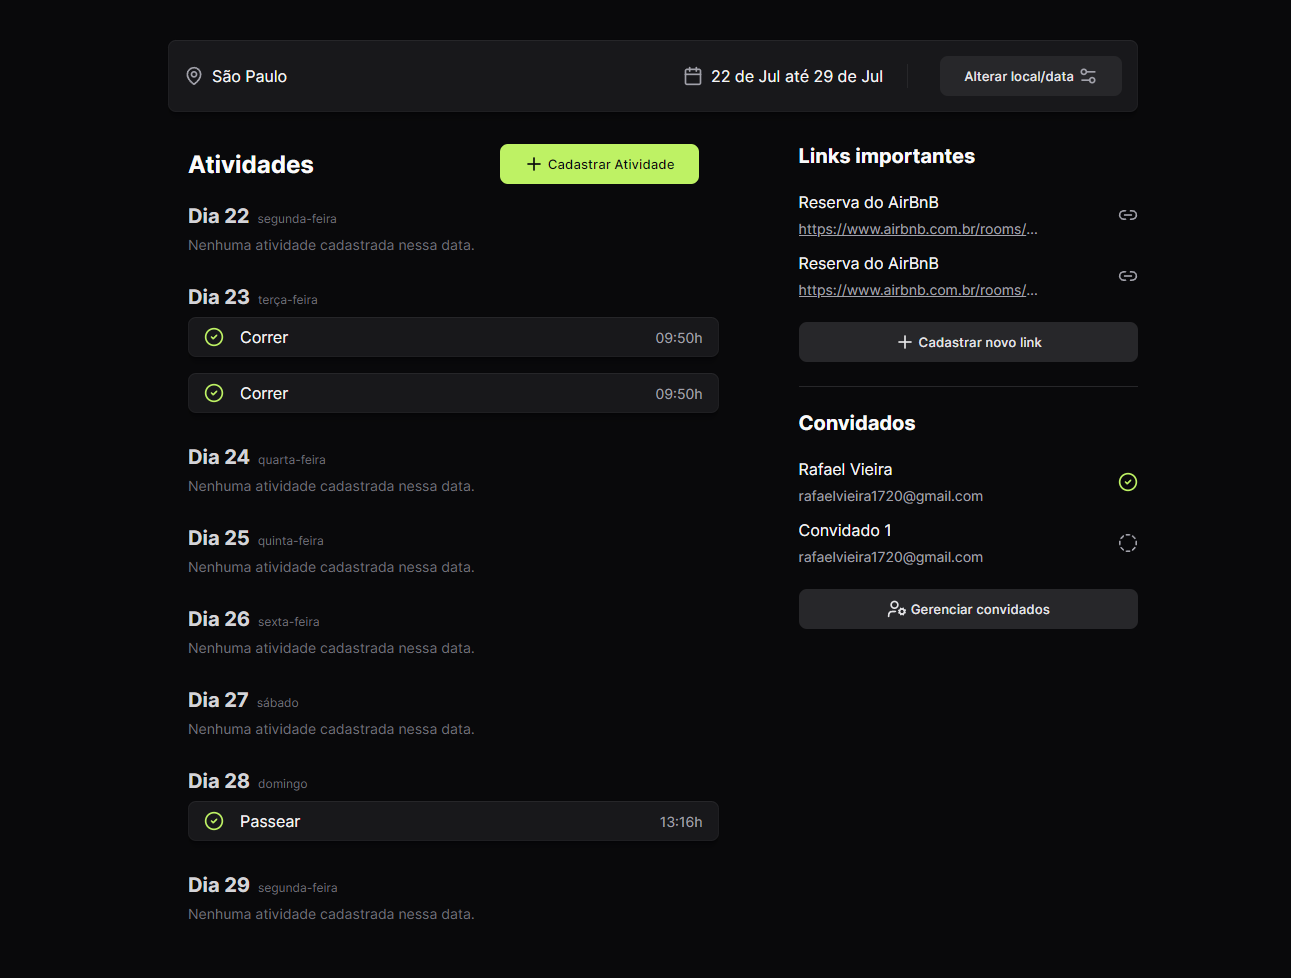 São Paulo
22 de Jul até 29 de Jul
Alterar local/data
Atividades
Cadastrar Atividade
Dia 22 segunda-feira
Nenhuma atividade cadastrada nessa data.
Dia 23 terça-feira
Correr 09:50h
Correr 09:50h
Dia 24 quarta-feira
Nenhuma atividade cadastrada nessa data.
Dia 25 quinta-feira
Nenhuma atividade cadastrada nessa data.
Dia 26 sexta-feira
Nenhuma atividade cadastrada nessa data.
Dia 27 sábado
Nenhuma atividade cadastrada nessa data.
Dia 28 domingo
Passear 13:16h
Dia 29 segunda-feira
Nenhuma atividade cadastrada nessa data.
Links importantes
Reserva do AirBnB
https://www.airbnb.com.br/rooms/...
Reserva do AirBnB
https://www.airbnb.com.br/rooms/...
Cadastrar novo link
Convidados
Rafael Vieira
rafaelvieira1720@gmail.com
Convidado 1
rafaelvieira1720@gmail.com
Gerenciar convidados